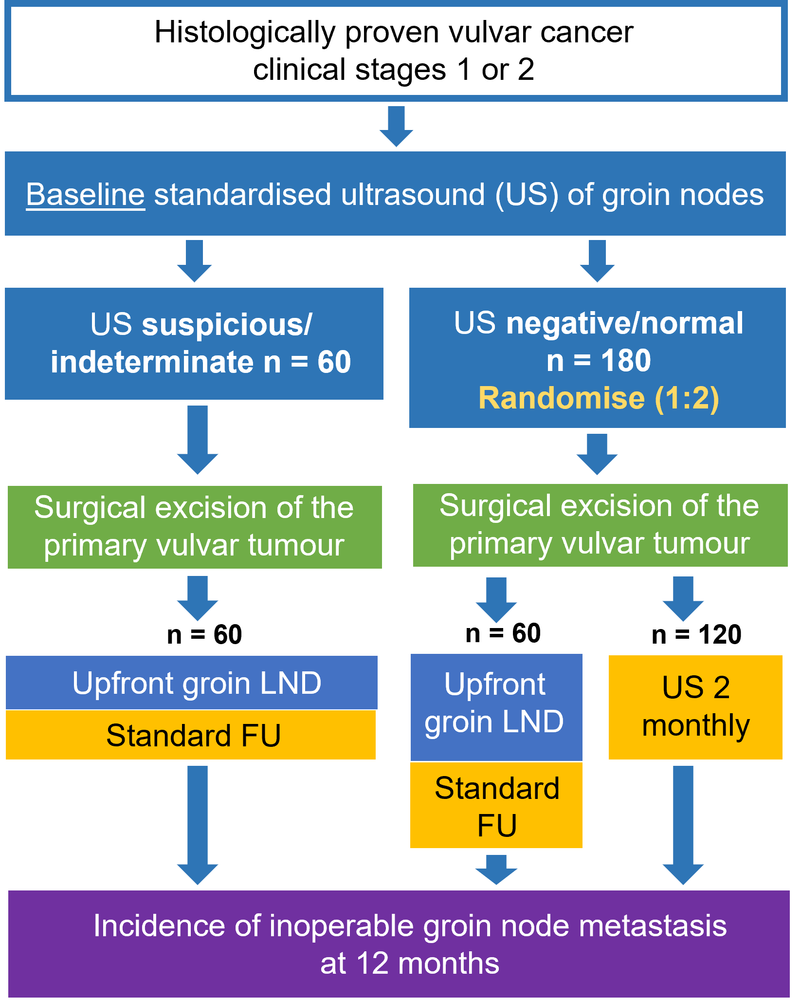 Histologically proven vulvar cancer
clinical stages 1 or 2
Baseline standardised ultrasound (US) of groin nodes
US suspicious/
indeterminate n = 60
US negative/normal
n = 180
Randomise (1:2)
Surgical excision of the
primary vulvar tumour
Surgical excision of the
primary vulvar tumour
n = 60
n = 60
n = 120
Upfront groin LND
Standard FU
Upfront
groin LND
Standard
FU
US 2
monthly
Incidence of inoperable groin node metastasis
at 12 months